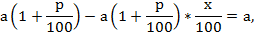 a(1 + p/100) − a(1 + p/100) * x/100 = a,